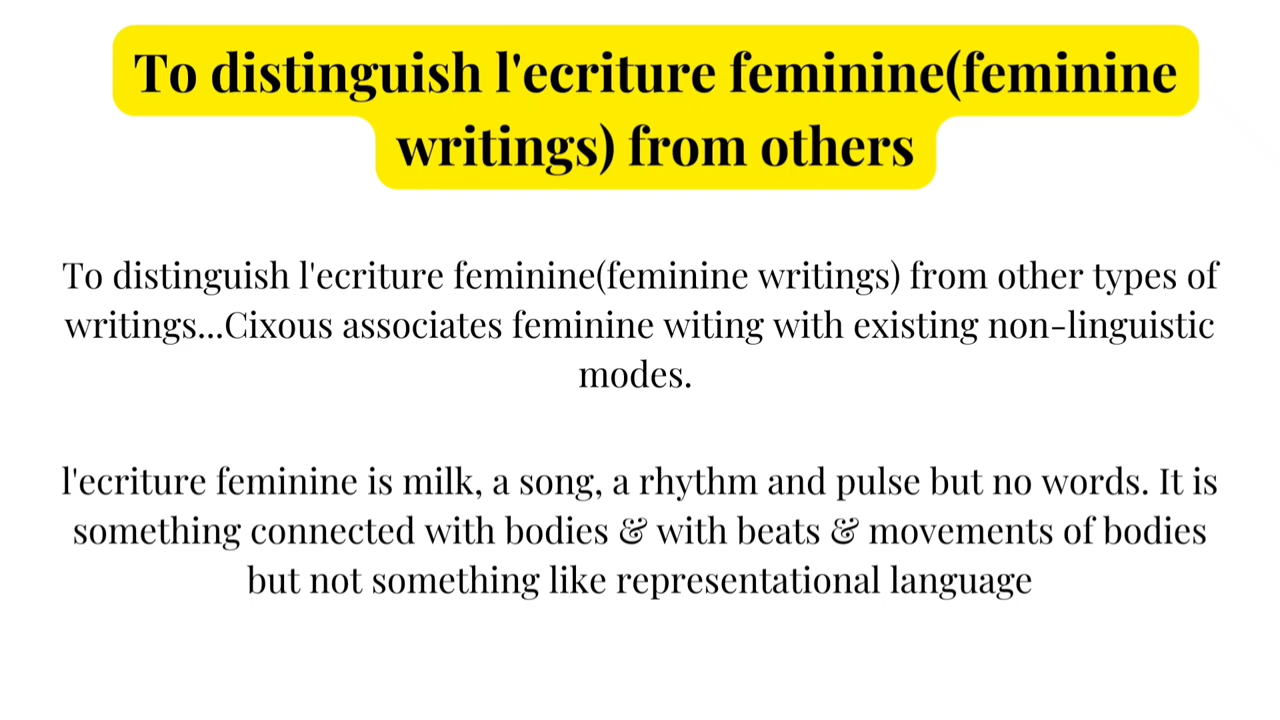 To distinguish l'ecriture feminine(feminine
writings) from others
To distinguish l'ecriture feminine(feminine writings) from other types of
writings...Cixous associates feminine witing with existing non-linguistic
modes.
l'ecriture feminine is milk, a song, a rhythm and pulse but no words. It is
something connected with bodies & with beats & movements of bodies
but not something like representational language